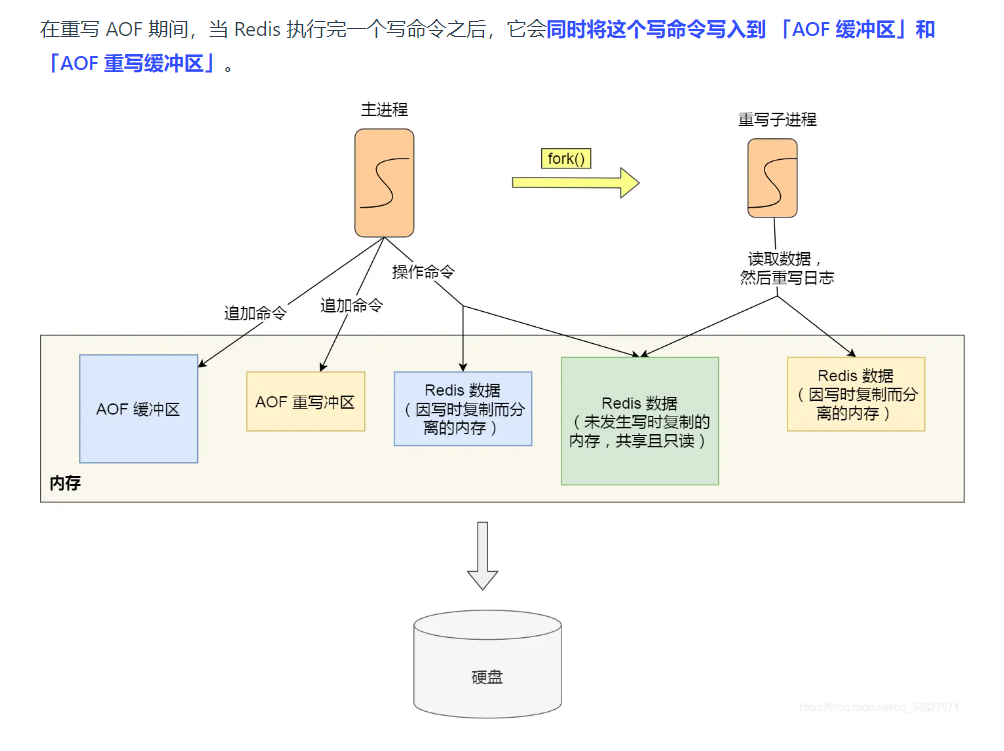 在重写 AOF 期间，当 Redis 执行完一个写命令之后，它会同时将这个写命令写入到 「AOF 缓冲区」和
「AOF 重写缓冲区」。
主进程
重写子进程
fork()
操作命令
读取数据，
然后重写日志
追加命令
追加命令
AOF 缓冲区
AOF 重写冲区
Redis 数据
（因写时复制而分
离的内存）
Redis 数据
（未发生写时复制的
内存，共享且只读）
Redis 数据
（因写时复制而分
离的内存）
内存
硬盘